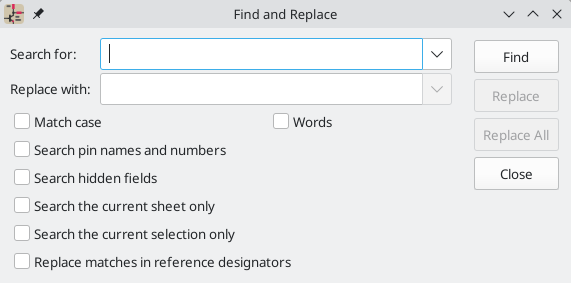 Find and Replace
Search for:
Find
Replace with:
Replace
Match case
Words
Replace All
Search pin names and numbers
Search hidden fields
Close
Search the current sheet only
Search the current selection only
Replace matches in reference designators